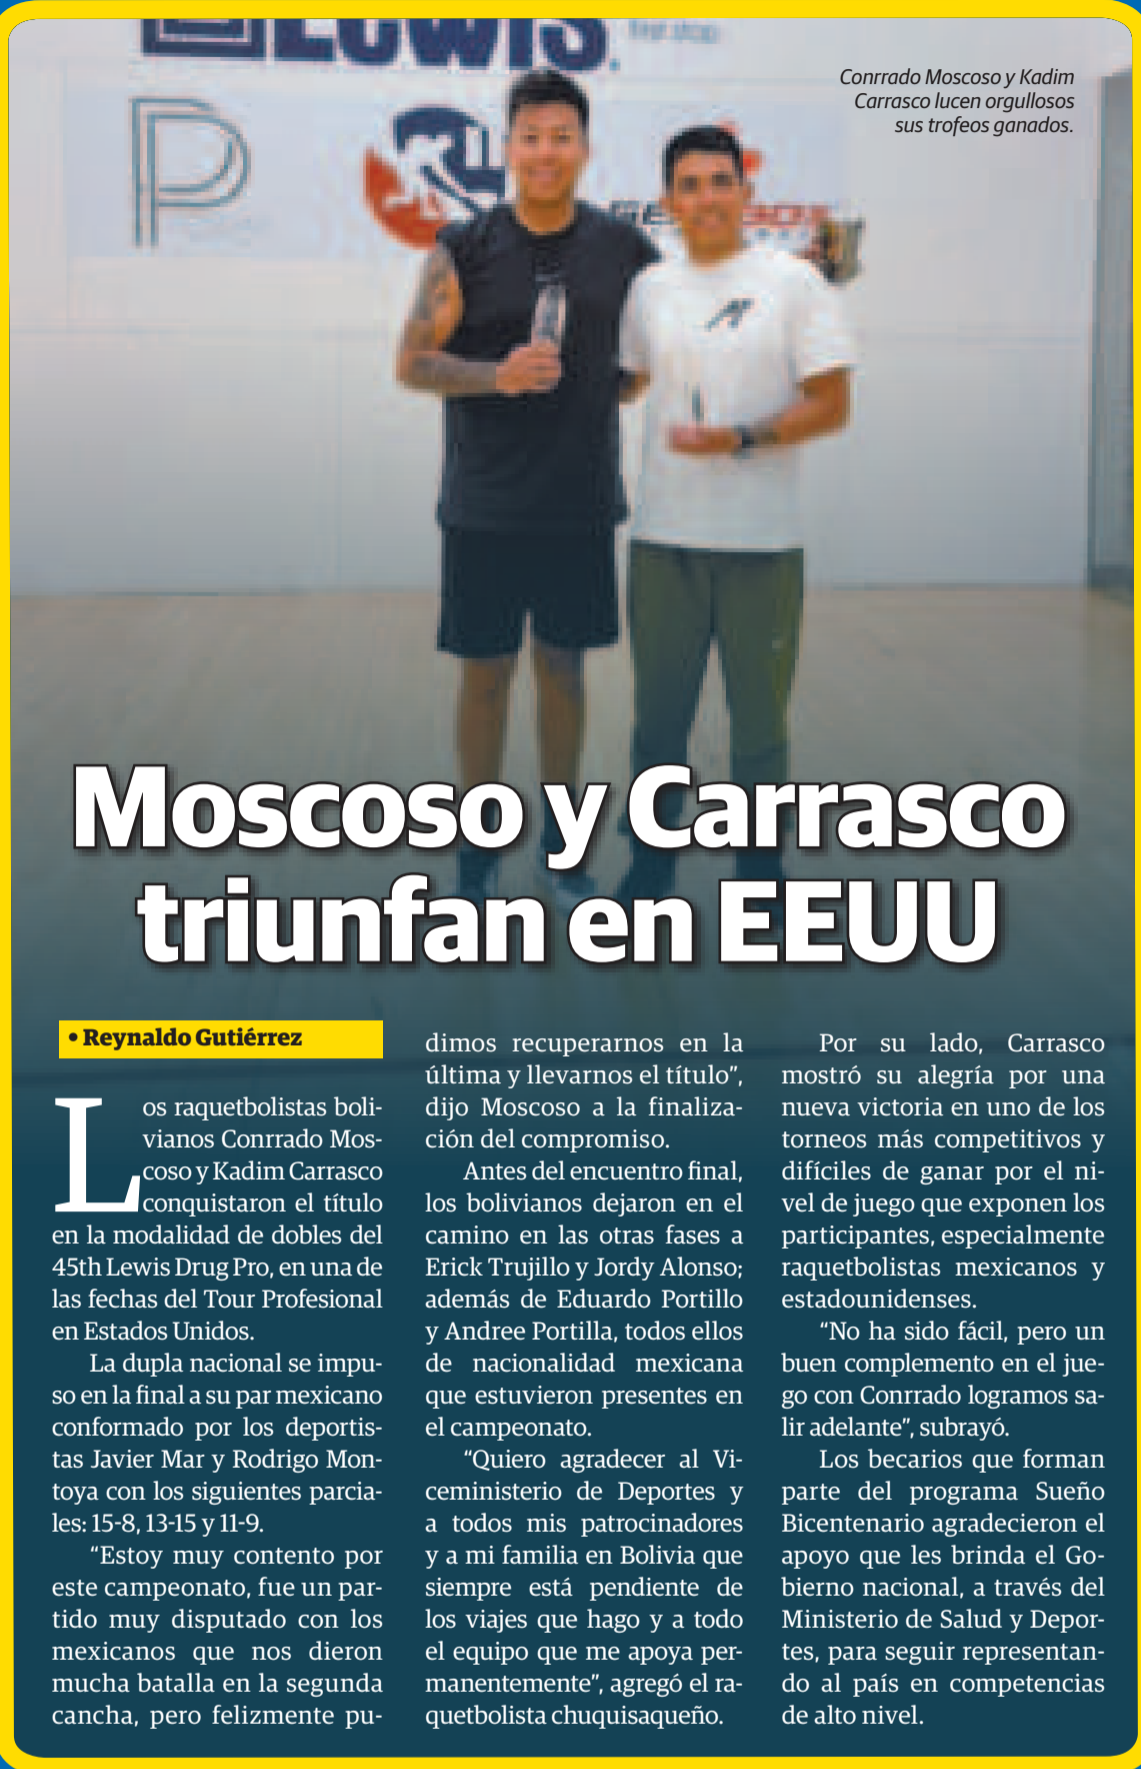 LEWIS
P
Conrrado Moscoso y Kadim
Carrasco lucen orgullosos
sus trofeos ganados.
Moscoso y Carrasco
triunfan en EEUU
• Reynaldo Gutiérrez
Los raquetbolistas boli-
vianos Conrrado Mos-
coso y Kadim Carrasco
conquistaron el título
en la modalidad de dobles del
45th Lewis Drug Pro, en una de
las fechas del Tour Profesional
en Estados Unidos.
La dupla nacional se impu-
so en la final a su par mexicano
conformado por los deportis-
tas Javier Mar y Rodrigo Mon-
toya con los siguientes parcia-
les: 15-8, 13-15 y 11-9.
“Estoy muy contento por
este campeonato, fue un par-
tido muy disputado con los
mexicanos que nos dieron
mucha batalla en la segunda
cancha, pero felizmente pu-
dimos recuperarnos en la
última y llevarnos el título”,
dijo Moscoso a la finaliza-
ción del compromiso.
Antes del encuentro final,
los bolivianos dejaron en el
camino en las otras fases a
Erick Trujillo y Jordy Alonso;
además de Eduardo Portillo
y Andree Portilla, todos ellos
de nacionalidad mexicana
que estuvieron presentes en
el campeonato.
“Quiero agradecer al Vi-
ceministerio de Deportes y
a todos mis patrocinadores
y a mi familia en Bolivia que
siempre está pendiente de
los viajes que hago y a todo
el equipo que me apoya per-
manentemente”, agregó el ra-
quetbolista chuquisaqueño.
Por su lado, Carrasco
mostró su alegría por una
nueva victoria en uno de los
torneos más competitivos y
difíciles de ganar por el ni-
vel de juego que exponen los
participantes, especialmente
raquetbolistas mexicanos y
estadounidenses.
“No ha sido fácil, pero un
buen complemento en el jue-
go con Conrrado logramos sa-
lir adelante”, subrayó.
Los becarios que forman
parte del programa Sueño
Bicentenario agradecieron el
apoyo que les brinda el Go-
bierno nacional, a través del
Ministerio de Salud y Depor-
tes, para seguir representan-
do al país en competencias
de alto nivel.